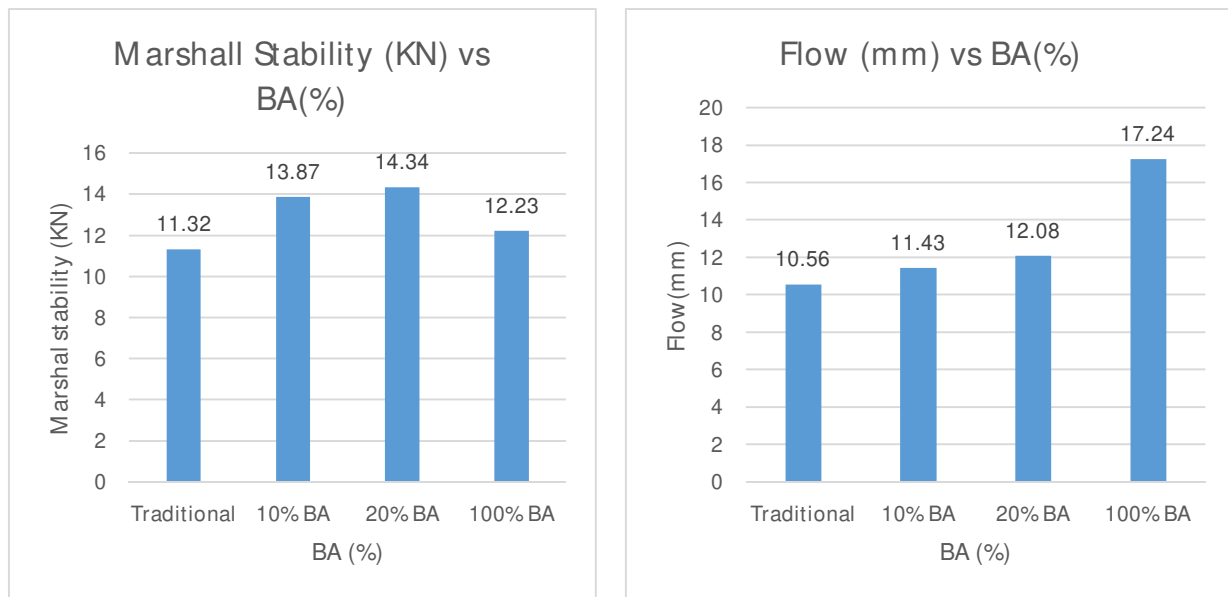 Marshall Stability (KN) vs
BA(%)
Marshal stability (KN)
16
14
12
10
8
6
4
2
0
11.32
13.87
14.34
12.23
Traditional
10% BA
20% BA
100% BA
BA (%)
Flow (mm) vs BA(%)
Flow(mm)
20
18
16
14
12
10
8
6
4
2
0
10.56
11.43
12.08
17.24
Traditional
10% BA
20% BA
100% BA
BA (%)